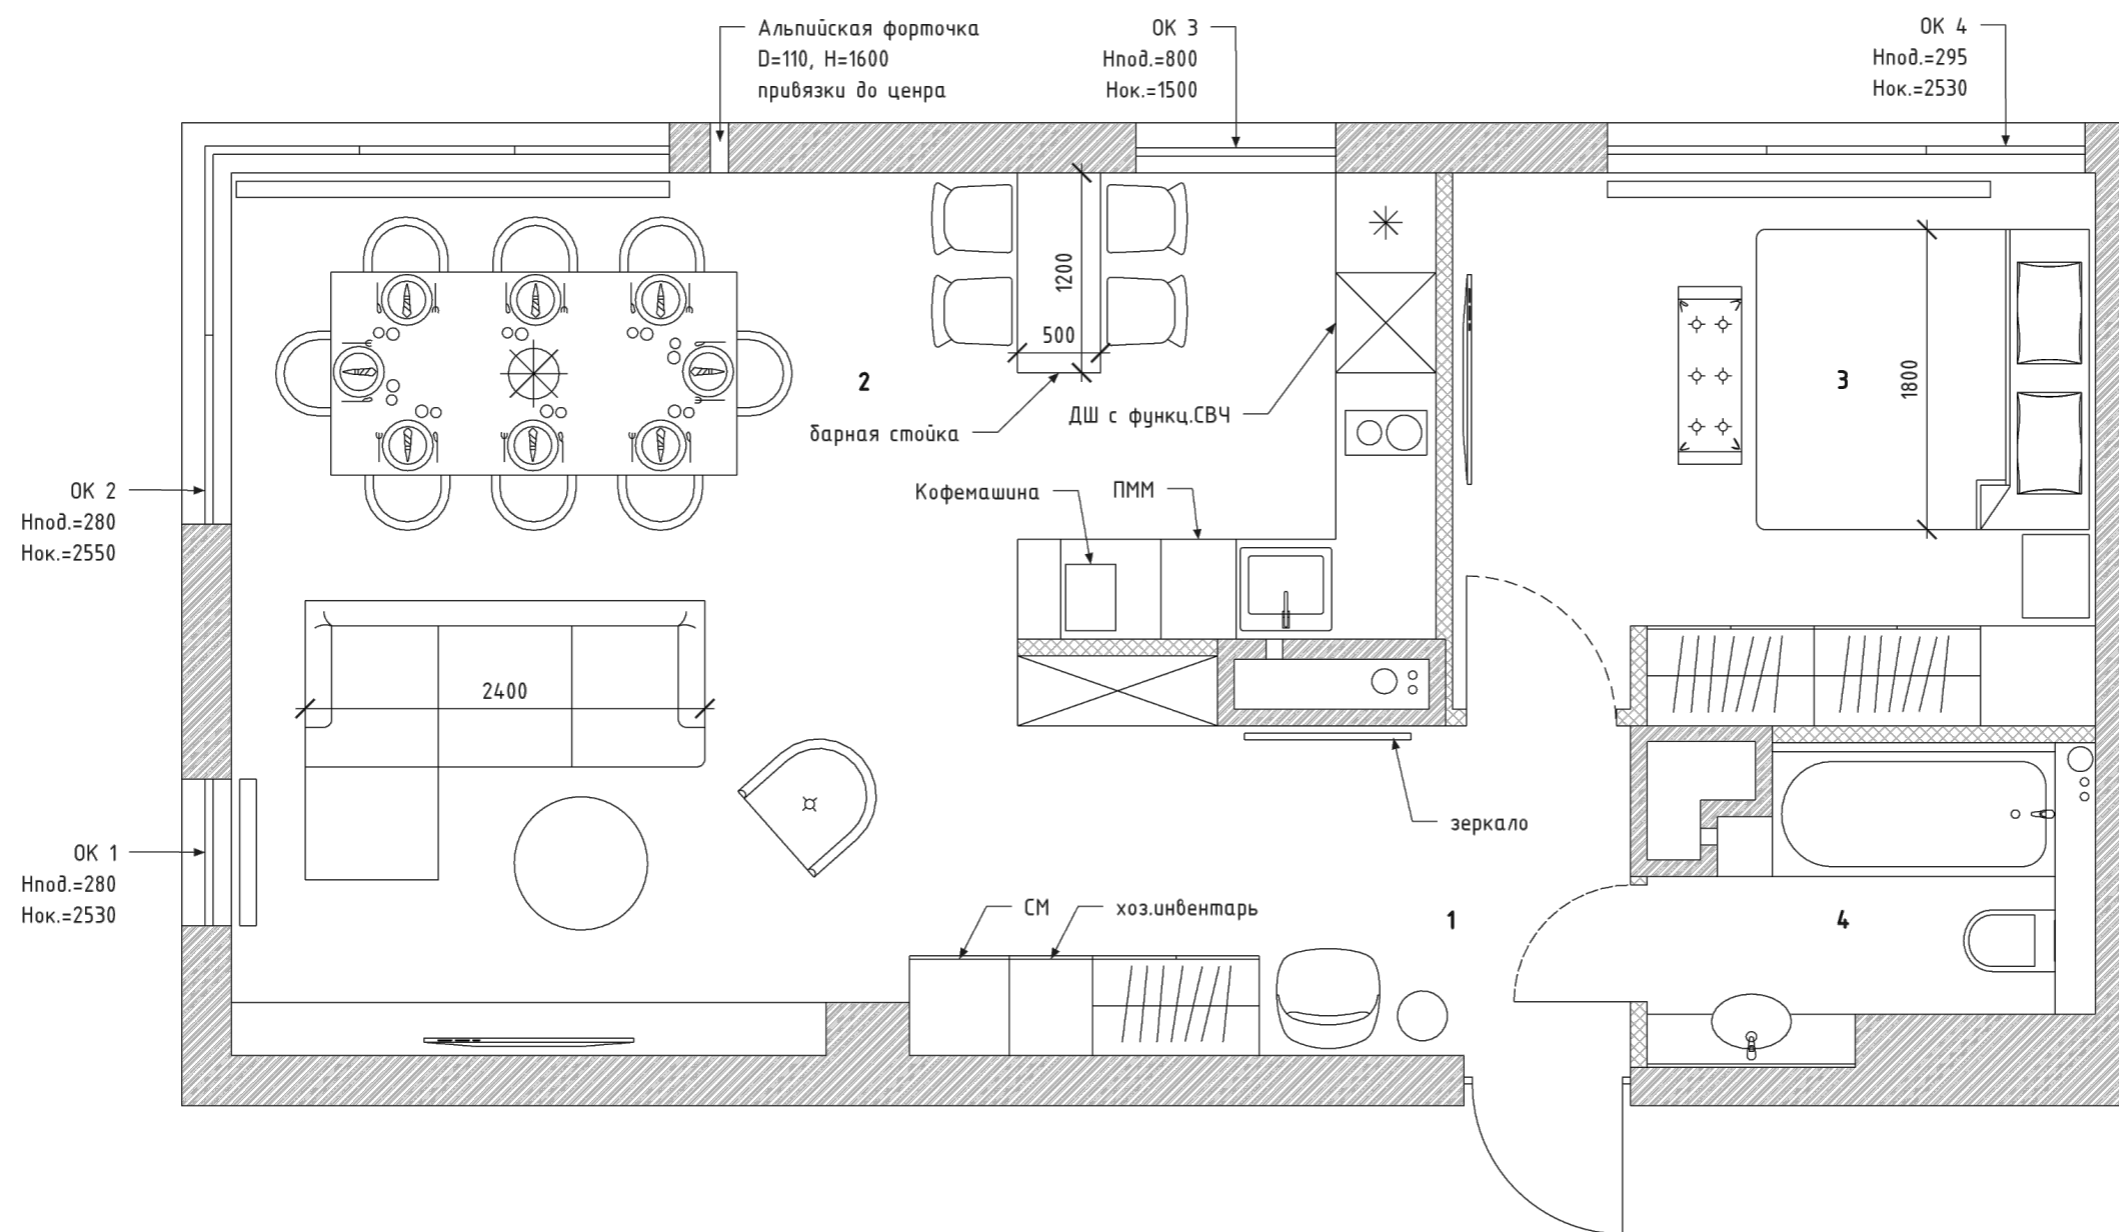 Альпийская форточка
D=110, H=1600
привязки до ценра
ОК 3
Нпод.=800
Нок.=1500
ОК 4
Нпод.=295
Нок.=2530
1200
500
2
3
1800
ДШ с функц.СВЧ
барная стойка
Кофемашина
ПММ
ОК 2
Нпод.=280
Нок.=2550
2400
зеркало
ОК 1
Нпод.=280
Нок.=2530
СМ
хоз.инвентарь
1
4